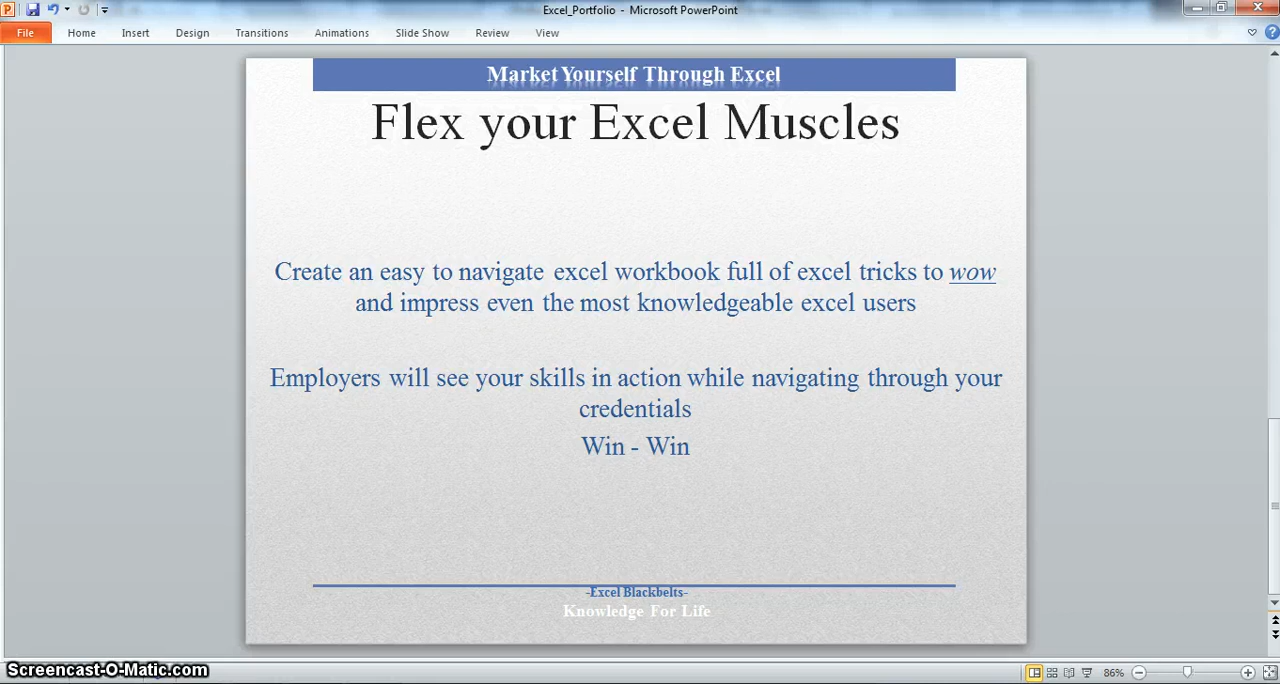 Excel_Portfolio - Microsoft PowerPoint
File Home Insert Design Transitions Animations Slide Show Review View
Market Yourself Through Excel
Flex your Excel Muscles
Create an easy to navigate excel workbook full of excel tricks to wow
and impress even the most knowledgeable excel users
Employers will see your skills in action while navigating through your
credentials
Win - Win
-Excel Blackbelts-
Knowledge For Life
Screencast-O-Matic.com
86%